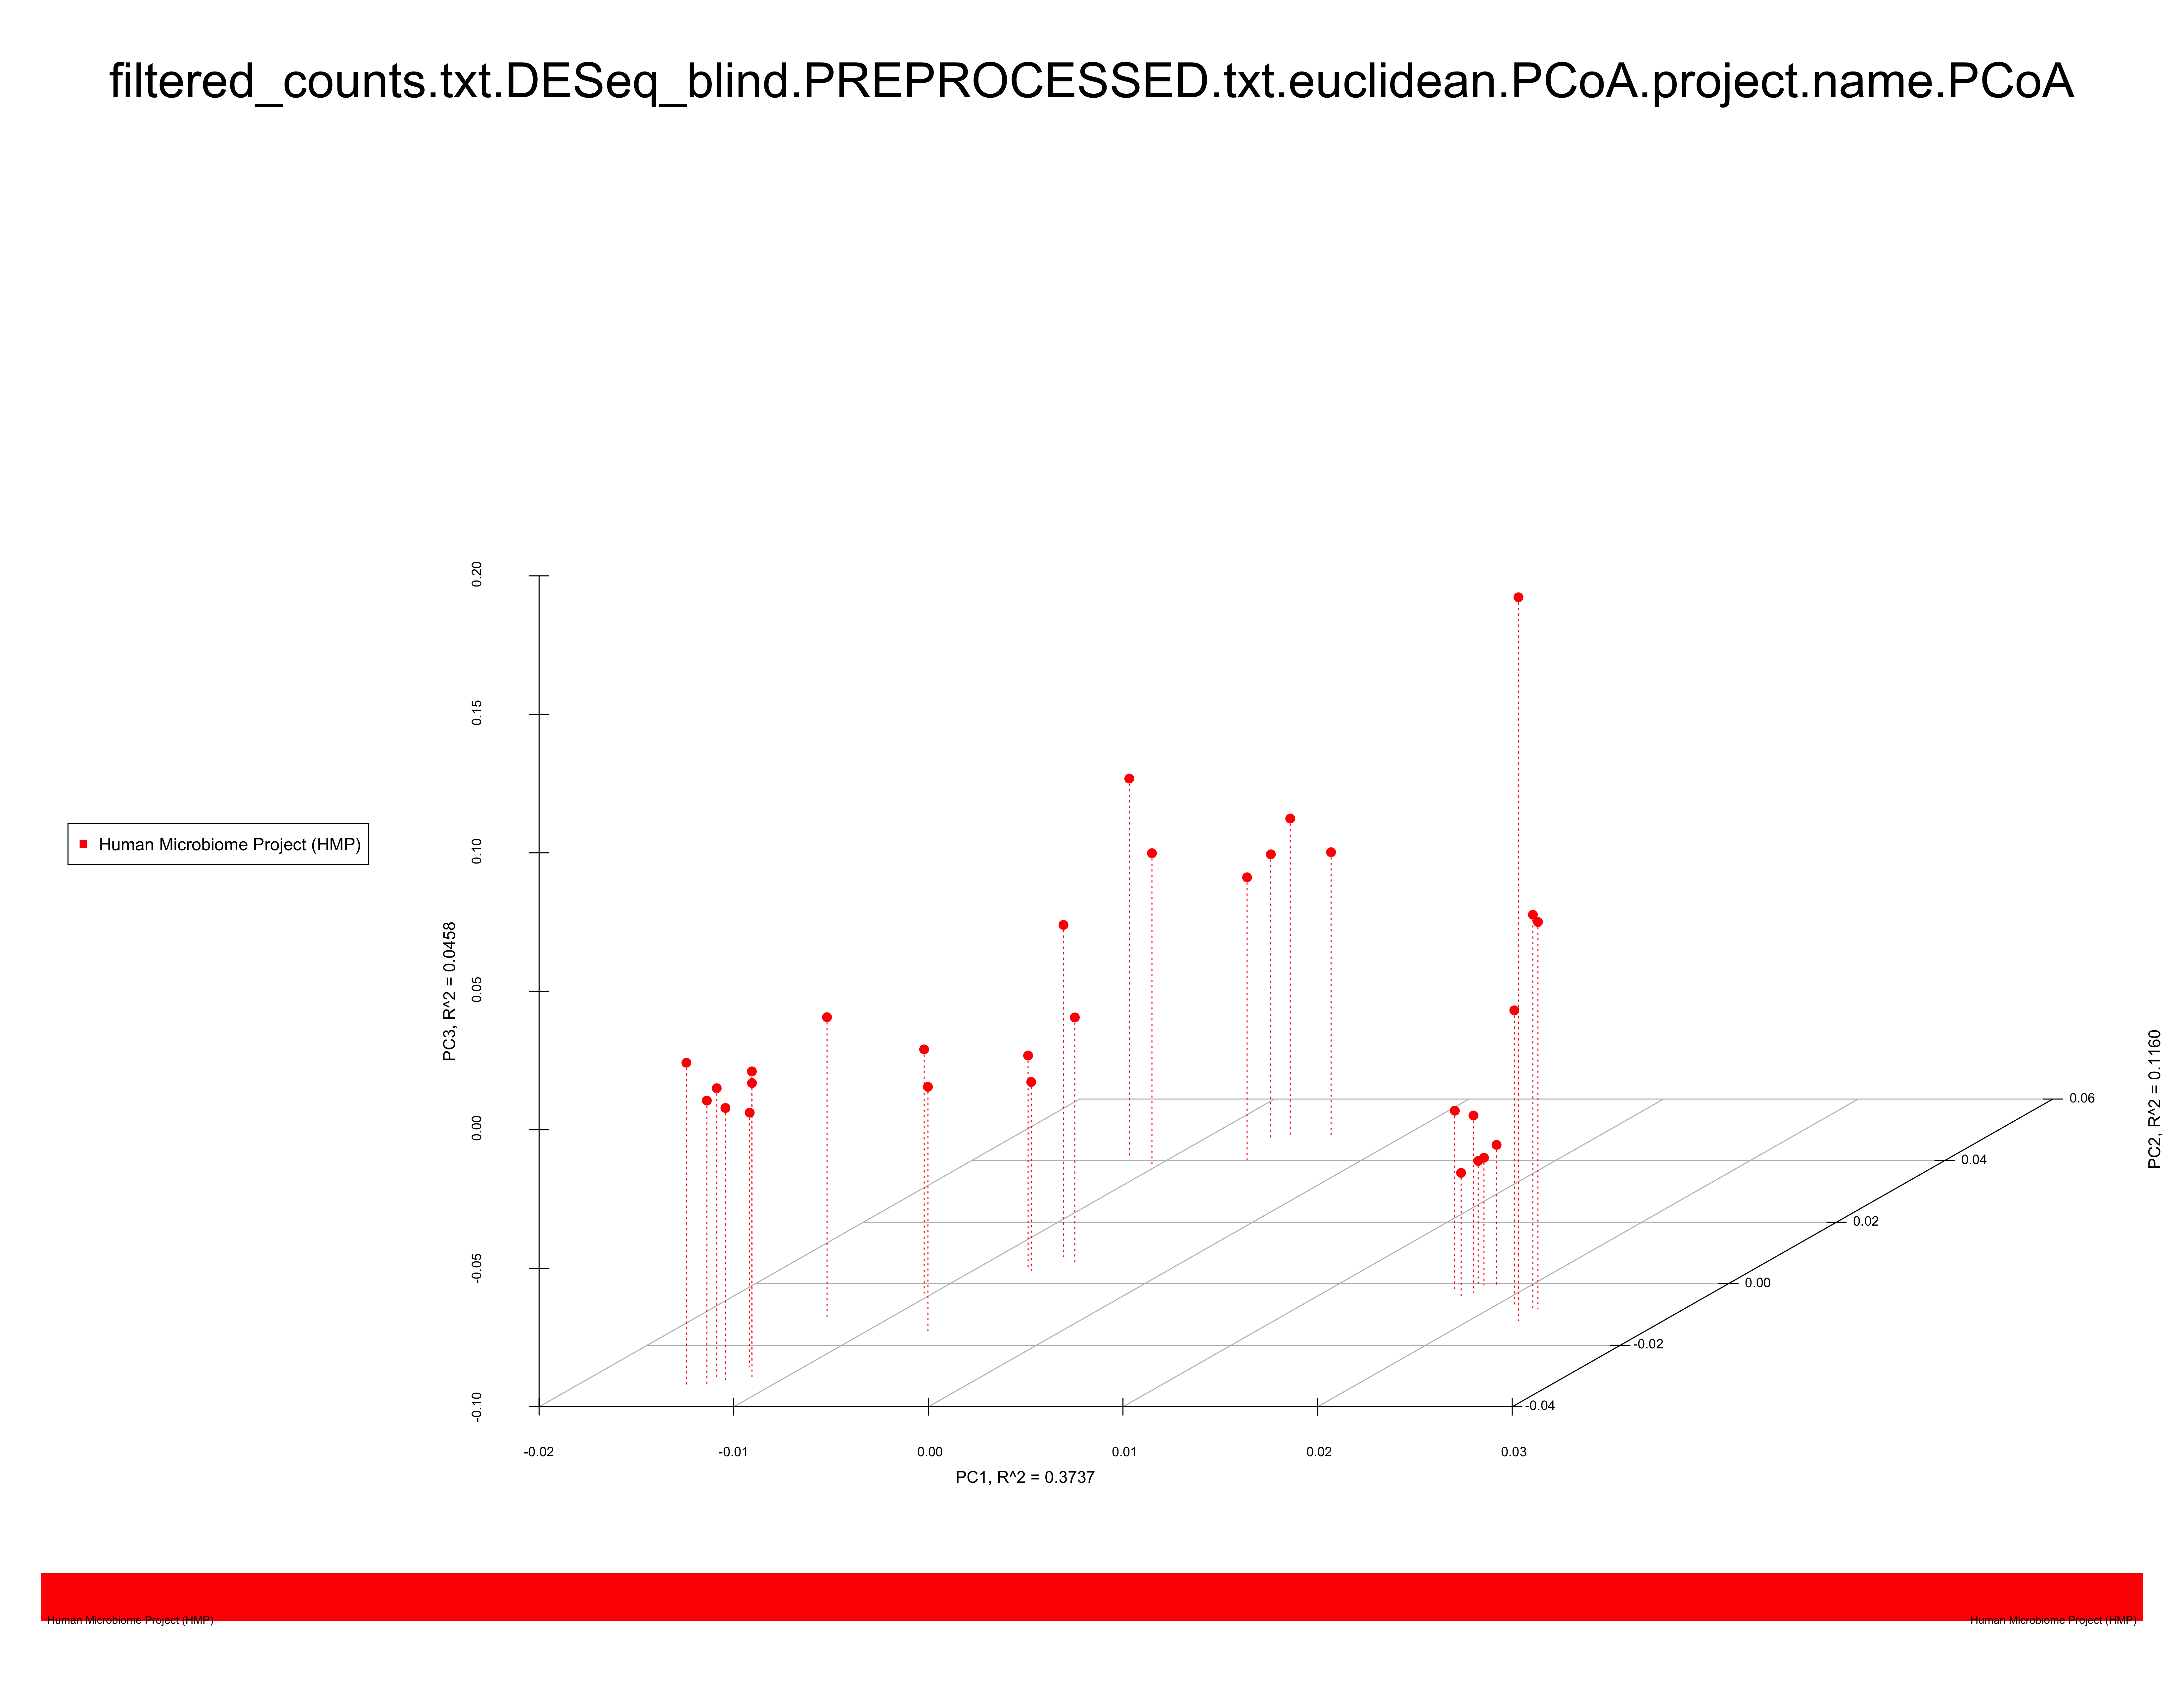 filtered_counts.txt.DESeq_blind.PREPROCESSED.txt.euclidean.PCoA.project.name.PCoA
Human Microbiome Project (HMP)
PC3, R^2 = 0.0458
0.20
0.15
0.10
0.05
0.00
-0.05
-0.10
-0.02
-0.01
0.00
0.01
0.02
0.03
PC1, R^2 = 0.3737
0.06
0.04
0.02
0.00
-0.02
-0.04
PC2, R^2 = 0.1160
Human Microbiome Project (HMP)
Human Microbiome Project (HMP)